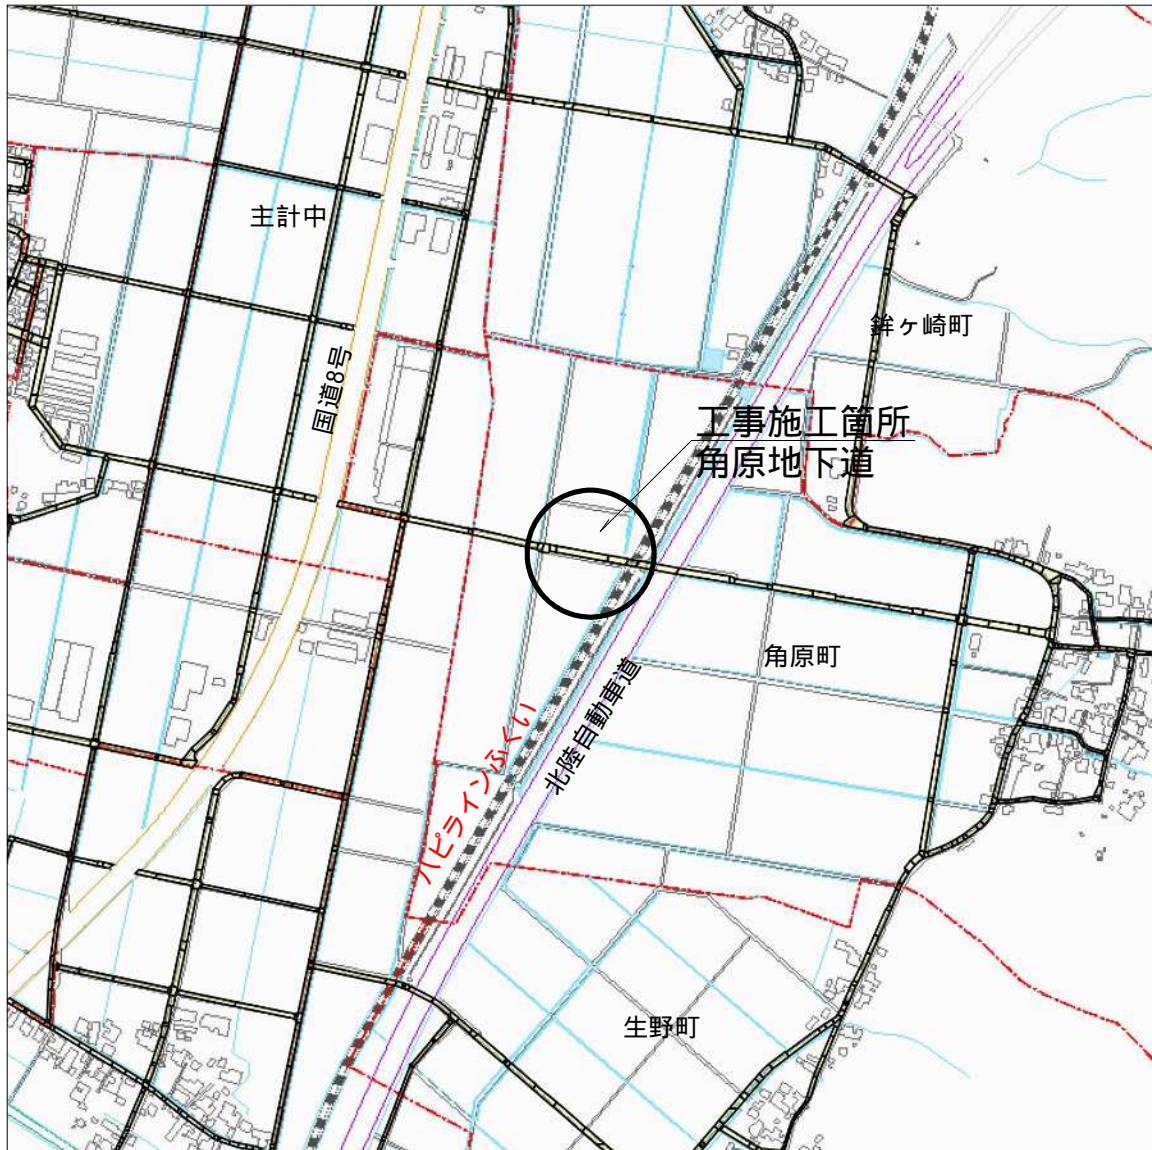 主計中
鉾ヶ崎町
国道8号
工事施工箇所
角原地下道
角原町
北陸自動車道
ハピラインふくい
生野町